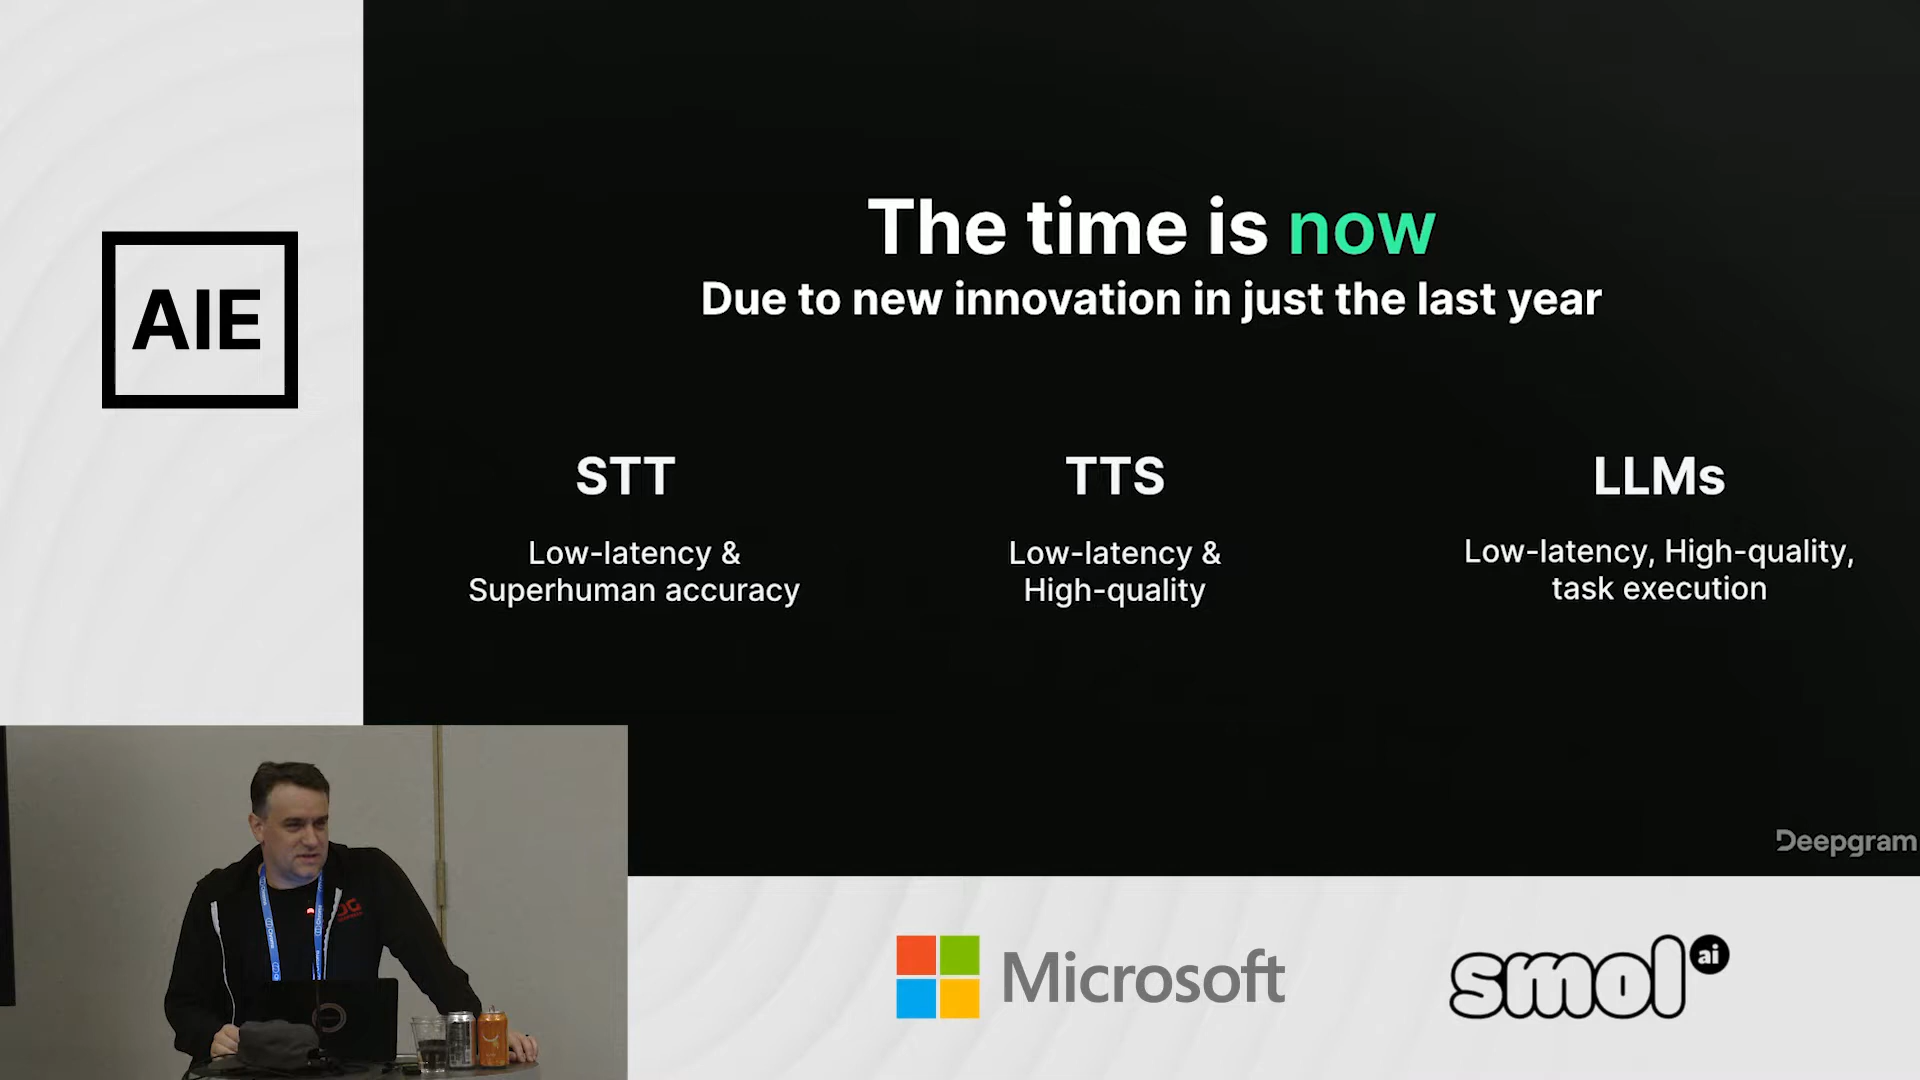 AIE
The time is now
Due to new innovation in just the last year
STT
Low-latency &
Superhuman accuracy
TTS
Low-latency &
High-quality
LLMs
Low-latency, High-quality,
task execution
Deepgram
Microsoft
smol ai